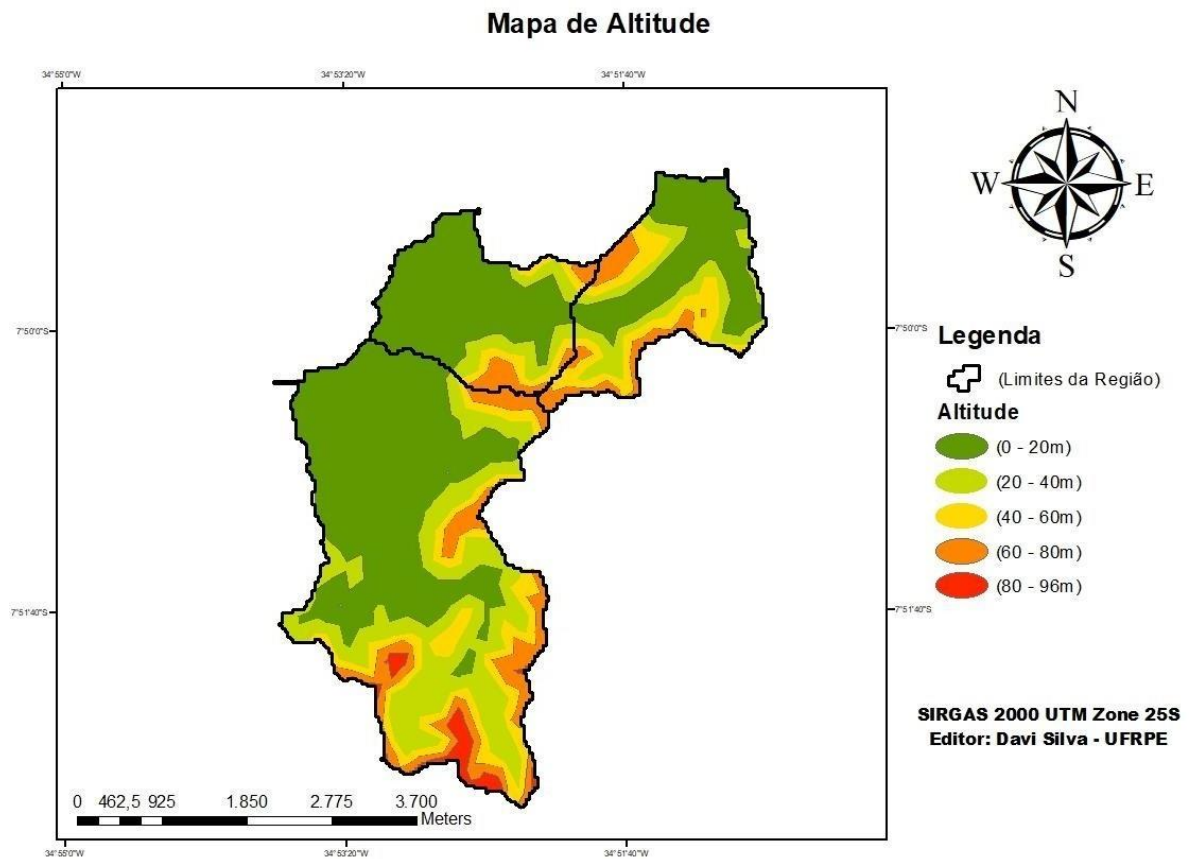 Mapa de Altitude
34°55'0"W 34°53'20"W 34°51'40"W
N
W E
S
7°50'0"S 7°50'0"S
Legenda
(Limites da Região)
Altitude
(0 - 20m)
(20 - 40m)
(40 - 60m)
(60 - 80m)
(80 - 96m)
7°51'40"S 7°51'40"S
SIRGAS 2000 UTM Zone 25S
Editor: Davi Silva - UFRPE
0 462,5 925 1.850 2.775 3.700
Meters
34°55'0"W 34°53'20"W 34°51'40"W